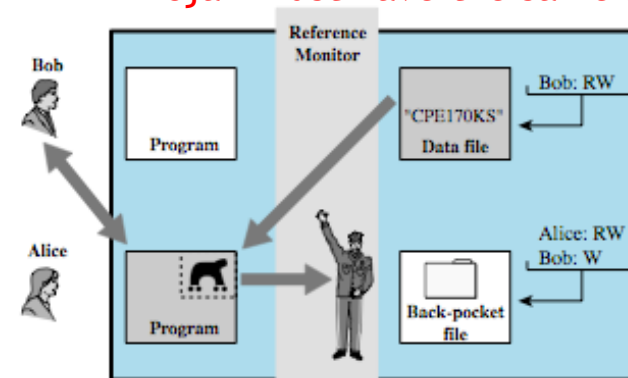 Reference
Monitor
Bob
Program
"CPE170KS"
Data file
Bob: RW
Alice
Program
Back-pocket
file
Alice: RW
Bob: W